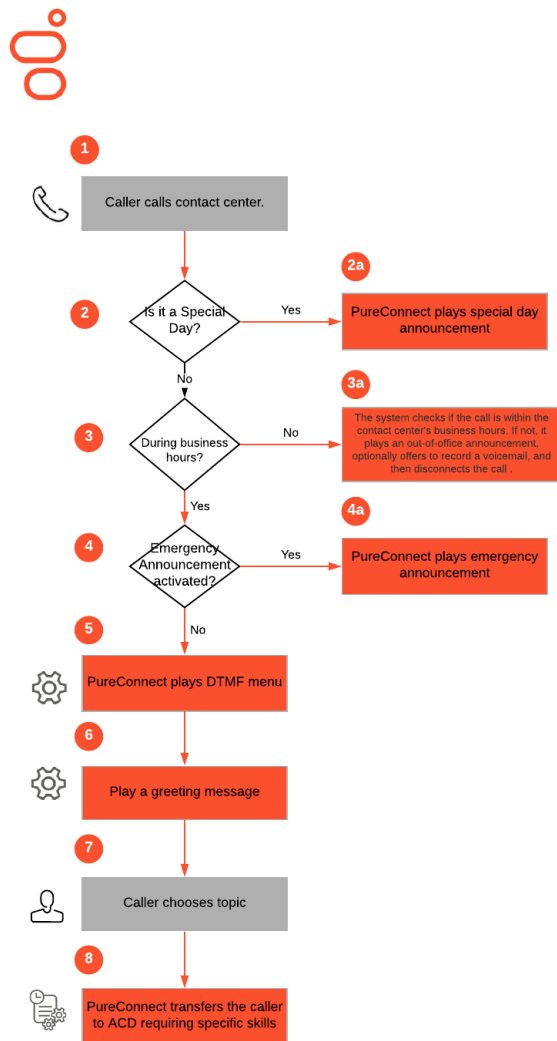 1
Caller calls contact center.
2
Is it a Special
Day?
Yes
2a
PureConnect plays special day
announcement
No
3
During business
hours?
No
3a
The system checks if the call is within the
contact center's business hours. If not, it
plays an out-of-office announcement,
optionally offers to record a voicemail, and
then disconnects the call .
Yes
4
Emergency
Announcement
activated?
Yes
4a
PureConnect plays emergency
announcement
No
5
PureConnect plays DTMF menu
6
Play a greeting message
7
Caller chooses topic
8
PureConnect transfers the caller
to ACD requiring specific skills